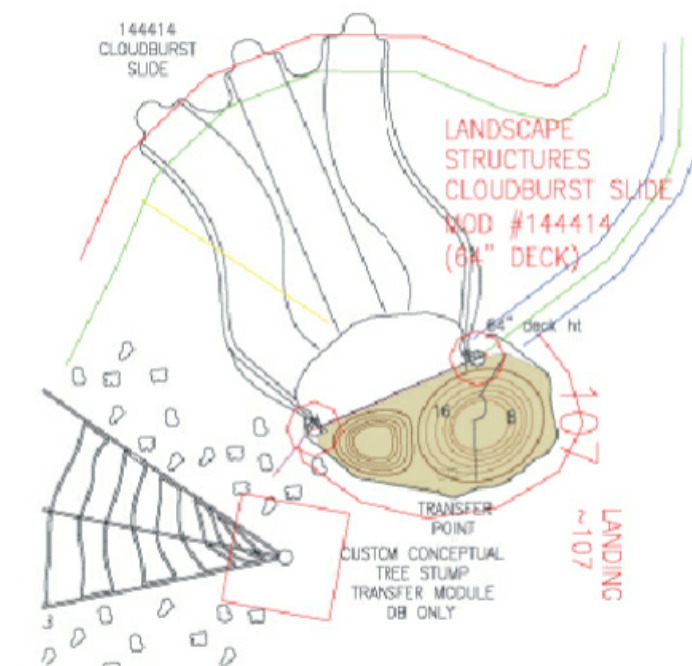 144414
CLOUDBURST
SLIDE
LANDSCAPE
STRUCTURES
CLOUDBURST SLIDE
MOD #144414
(64" DECK)
64" deck ht
16
8
107
TRANSFER
POINT
LANDING
~107
CUSTOM CONCEPTUAL
TREE STUMP
TRANSFER MODULE
DB ONLY
3